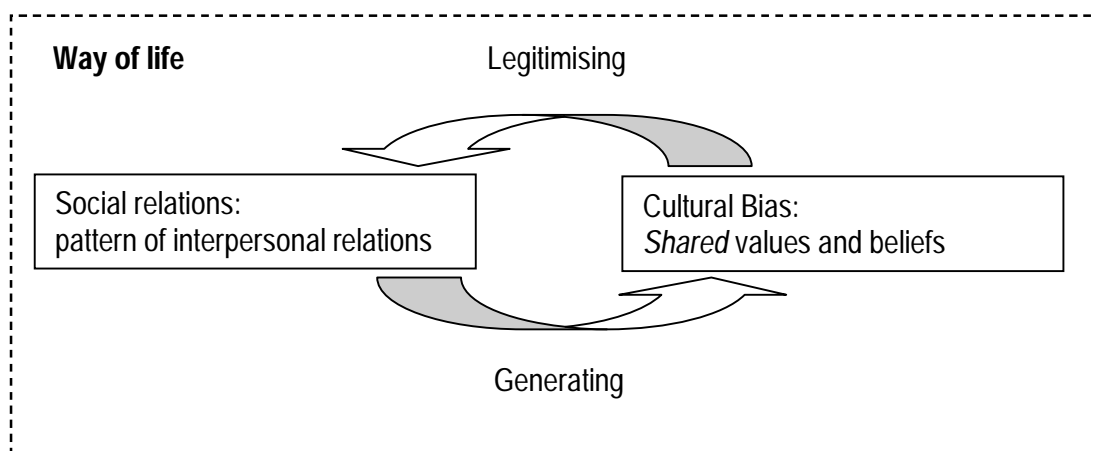 Way of life
Legitimising
Social relations:
pattern of interpersonal relations
Cultural Bias:
Shared values and beliefs
Generating